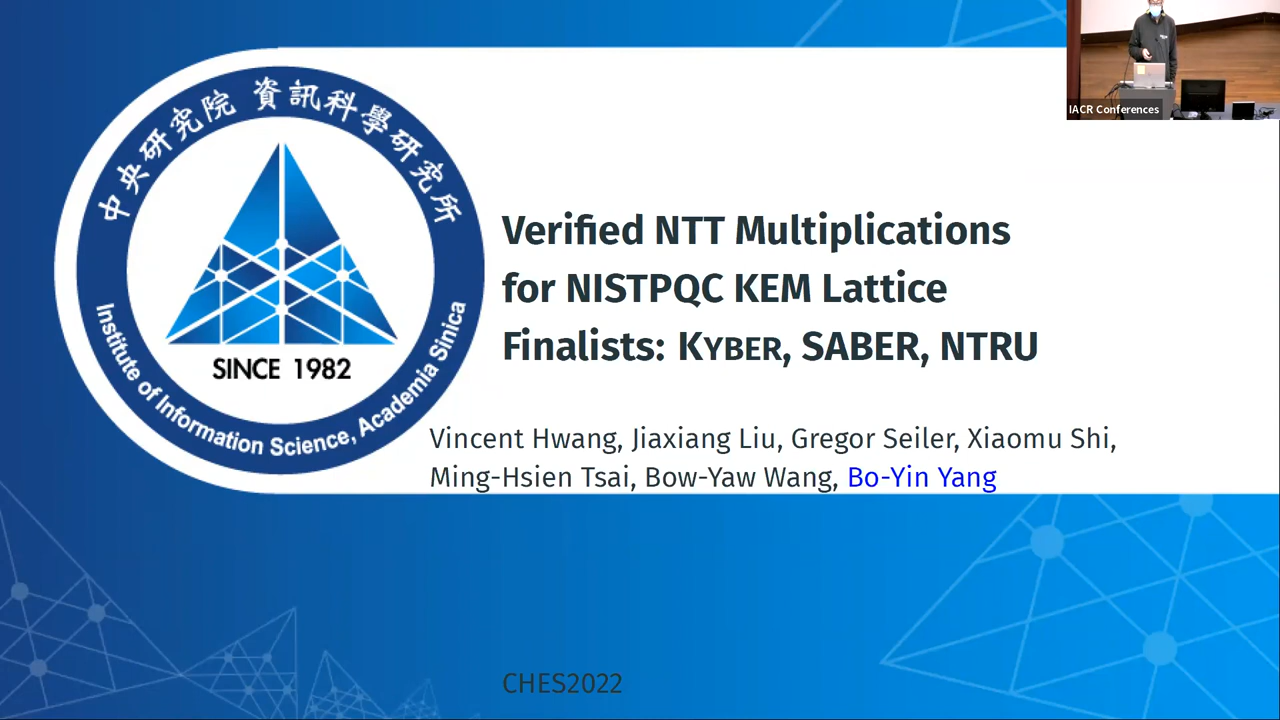 IACR Conferences
中央研究院 資訊科學研究所
SINCE 1982
Institute of Information Science, Academia Sinica
Verified NTT Multiplications
for NISTPQC KEM Lattice
Finalists: KYBER, SABER, NTRU
Vincent Hwang, Jiaxiang Liu, Gregor Seiler, Xiaomu Shi,
Ming-Hsien Tsai, Bow-Yaw Wang, Bo-Yin Yang
CHES2022